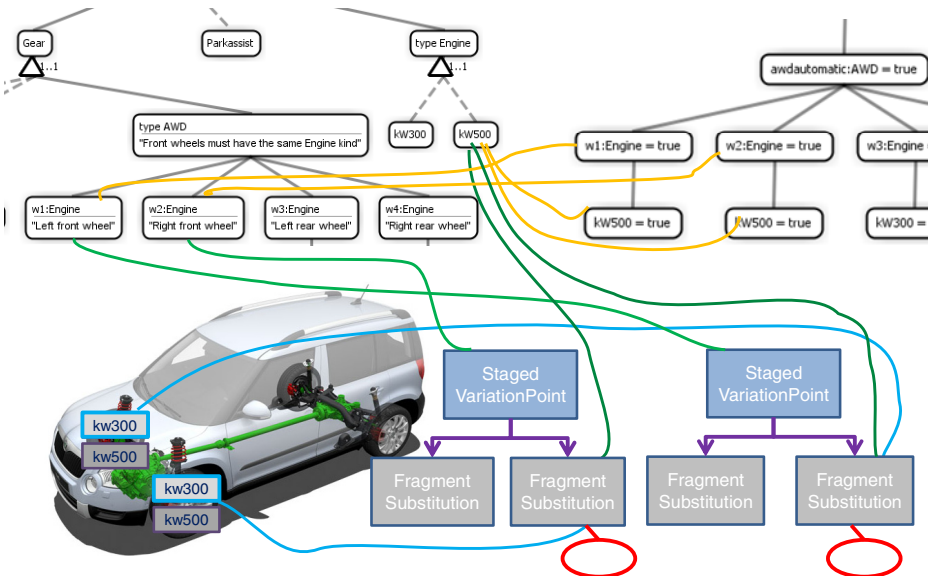 Gear
Parkassist
type Engine
1..1
1..1
awdautomatic:AWD = true
type AWD
"Front wheels must have the same Engine kind"
kW300
kW500
w1:Engine = true
w2:Engine = true
w3:Engine
w1:Engine
"Left front wheel"
w2:Engine
"Right front wheel"
w3:Engine
"Left rear wheel"
w4:Engine
"Right rear wheel"
kW500 = true
kW500 = true
kW300 =
Staged
VariationPoint
Staged
VariationPoint
kw300
kw500
kw300
kw500
Fragment
Substitution
Fragment
Substitution
Fragment
Substitution
Fragment
Substitution